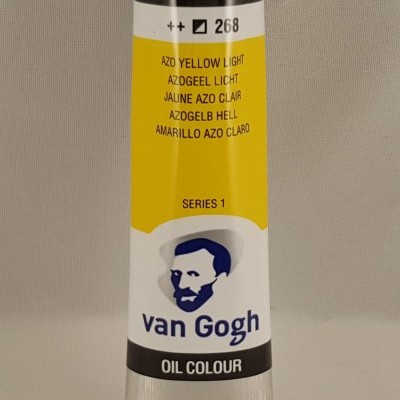 ++ 268
AZO YELLOW LIGHT
AZOGEEL LICHT
JAUNE AZO CLAIR
AZOGELB HELL
AMARILLO AZO CLARO
SERIES 1
van Gogh
OIL COLOUR